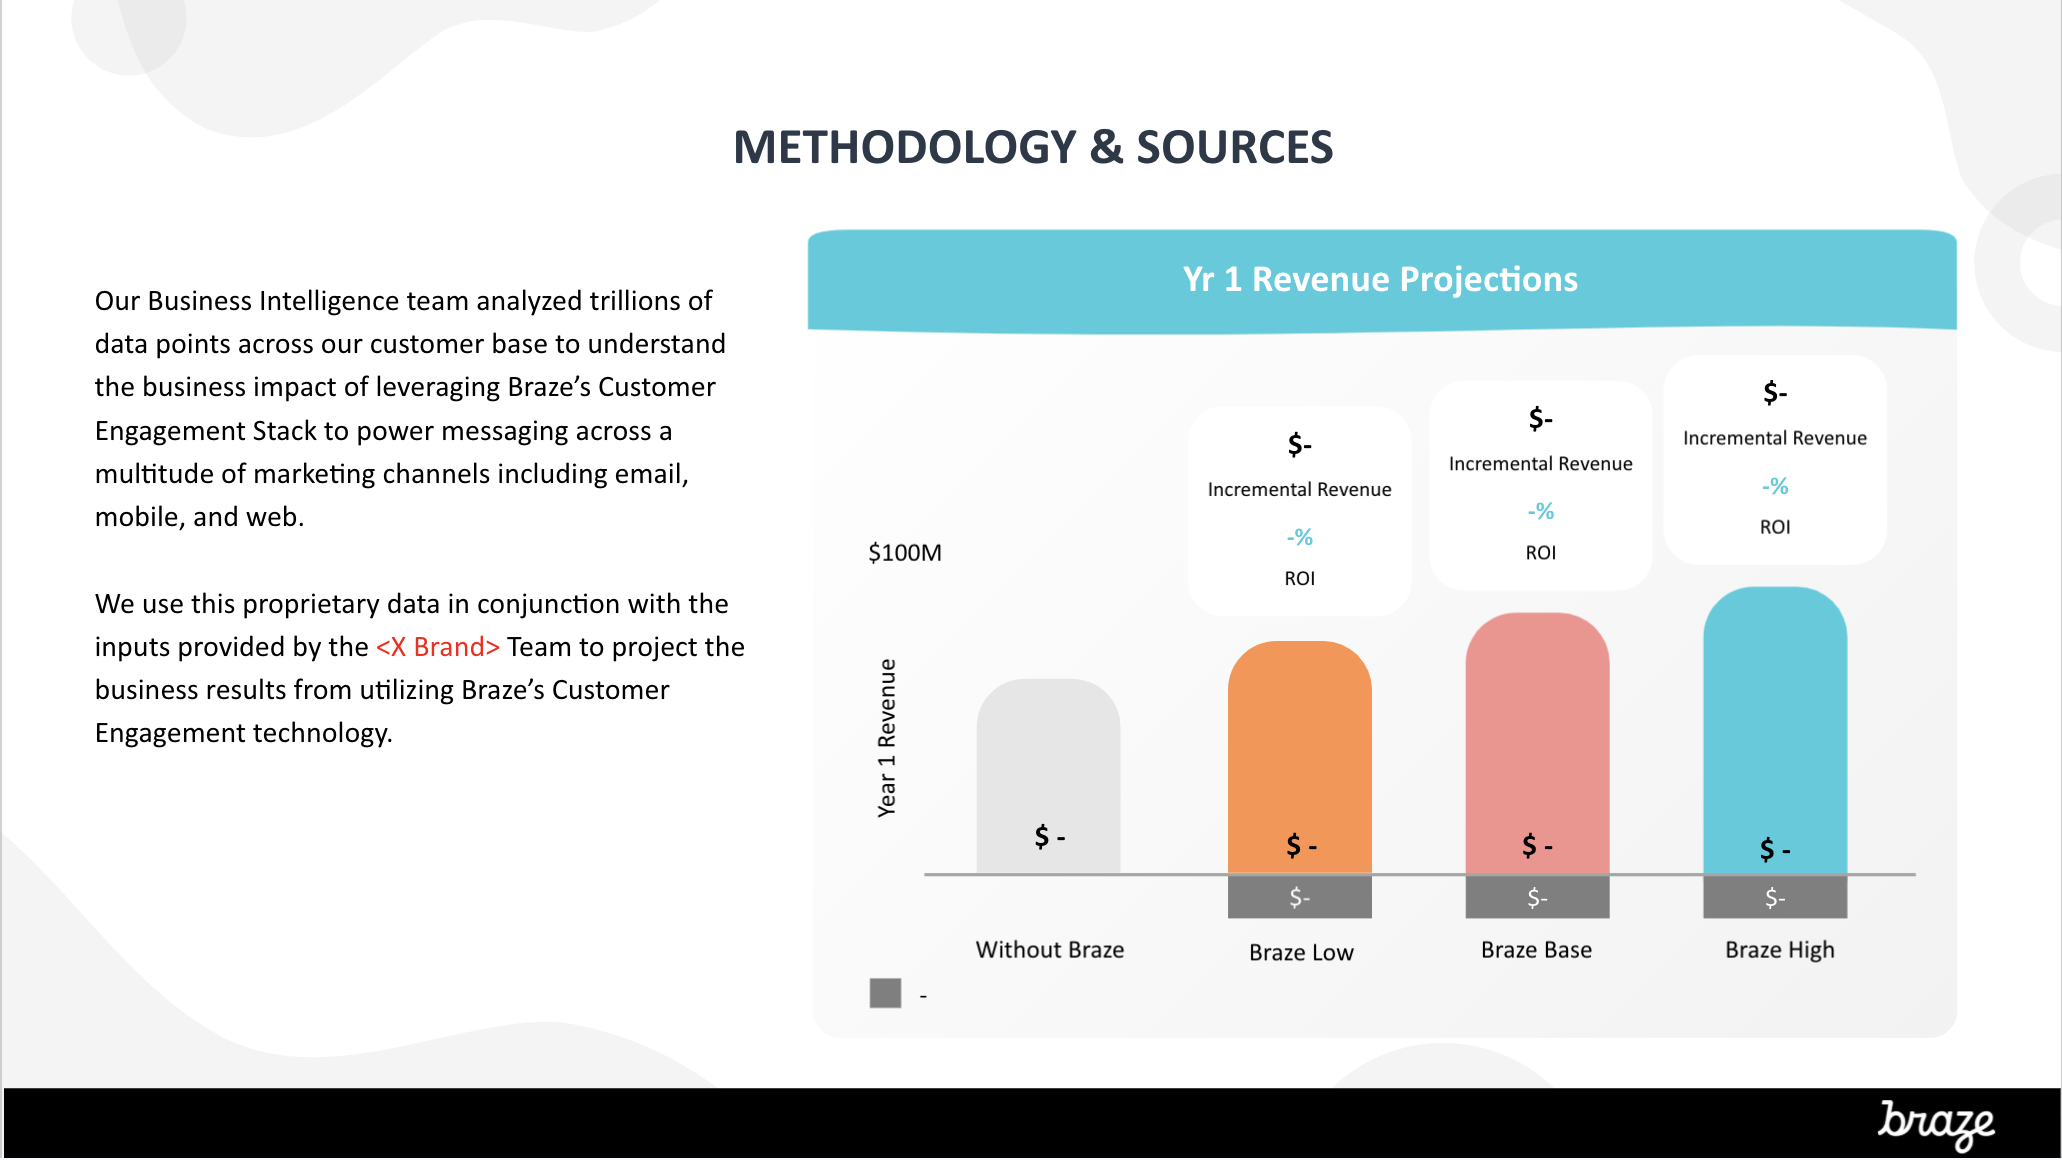 METHODOLOGY & SOURCES
Our Business Intelligence team analyzed trillions of
data points across our customer base to understand
the business impact of leveraging Braze’s Customer
Engagement Stack to power messaging across a
multitude of marketing channels including email,
mobile, and web.
We use this proprietary data in conjunction with the
inputs provided by the <X Brand> Team to project the
business results from utilizing Braze’s Customer
Engagement technology.
Yr 1 Revenue Projections
$-
Incremental Revenue
-%
ROI
$-
Incremental Revenue
-%
ROI
$-
Incremental Revenue
-%
ROI
$100M
Year 1 Revenue
$ -
$ -
$ -
$ -
$-
$-
$-
Without Braze
Braze Low
Braze Base
Braze High
-
braze